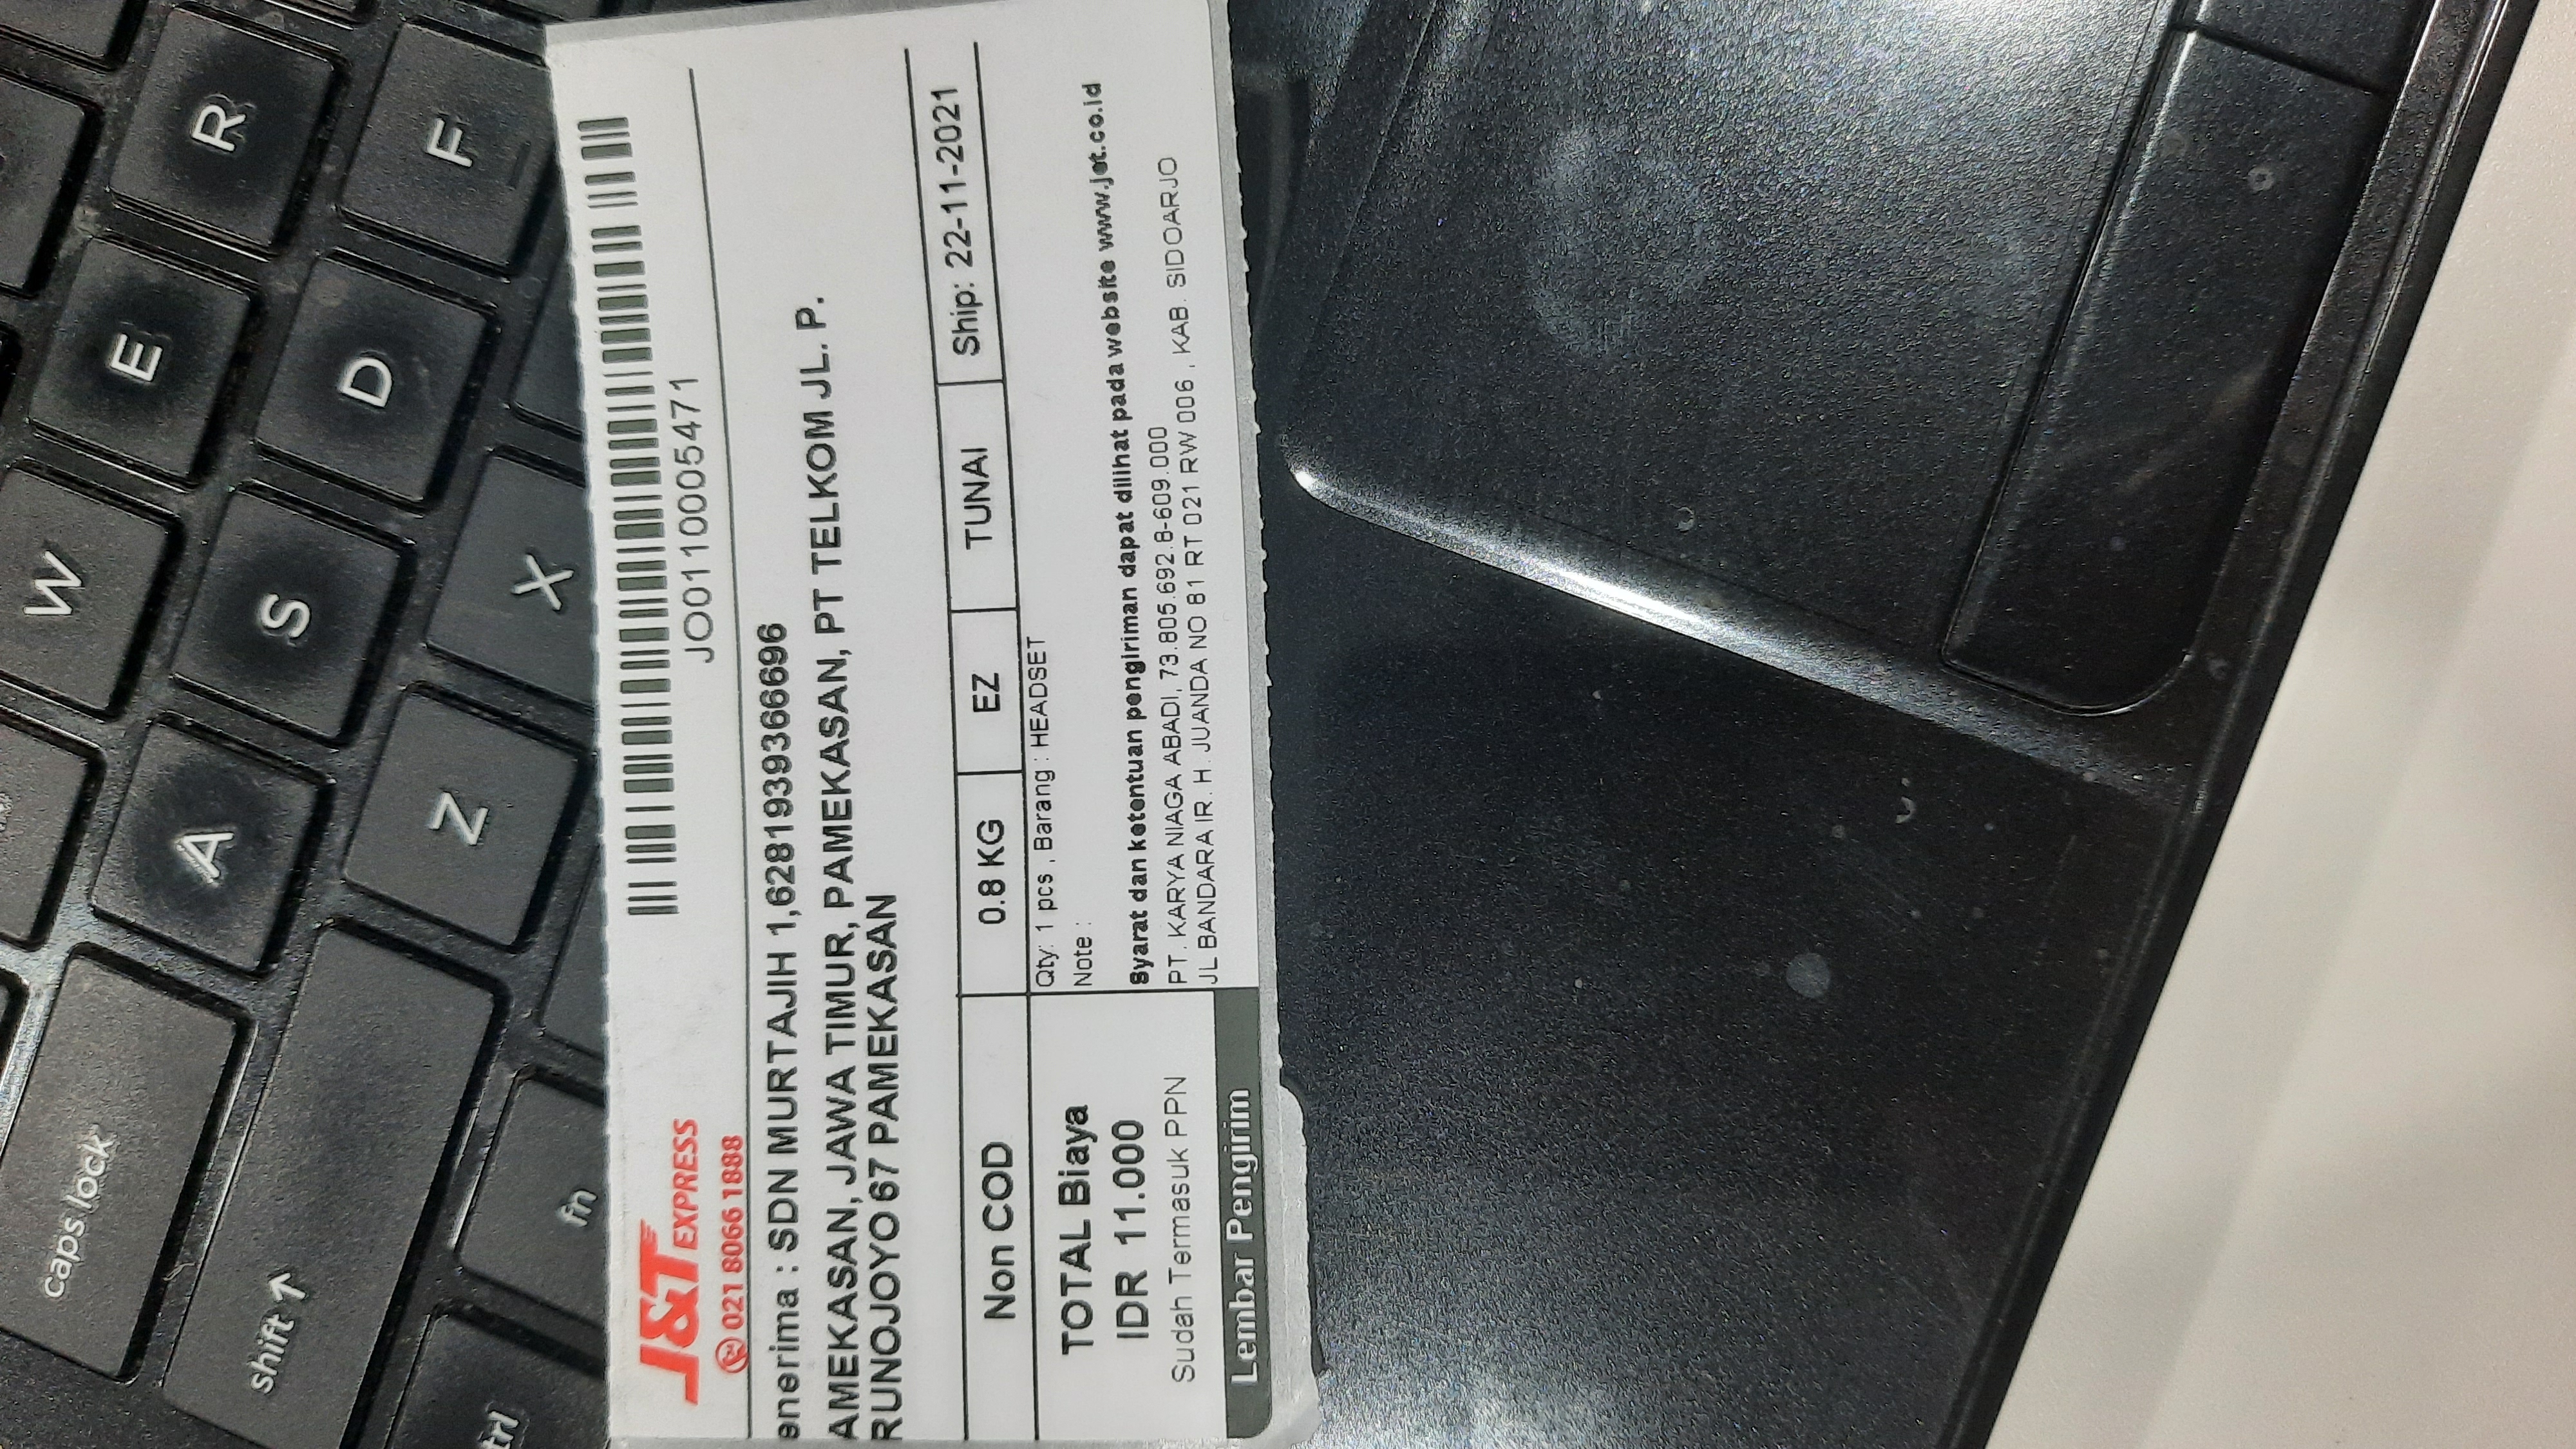 caps lock
W
E
R
A
S
D
F
shift
Z
X
trl
fn
J&T EXPRESS
021 8066 1888
JO0110005471
enerima : SDN MURTAJIH 1,6281939366696
AMEKASAN, JAWA TIMUR, PAMEKASAN, PT TELKOM JL. P.
RUNOJOYO 67 PAMEKASAN
Non COD
0.8 KG
EZ
TUNAI
Ship: 22-11-2021
TOTAL Biaya
IDR 11.000
Sudah Termasuk PPN
Lembar Pengirim
Qty: 1 pcs , Barang : HEADSET
Note :
Syarat dan ketentuan pengiriman dapat dilihat pada website www.jet.co.id
PT. KARYA NIAGA ABADI, 73.805.692.8-609.000
JL BANDARA IR. H. JUANDA NO 81 RT 021 RW 006 , KAB. SIDOARJO